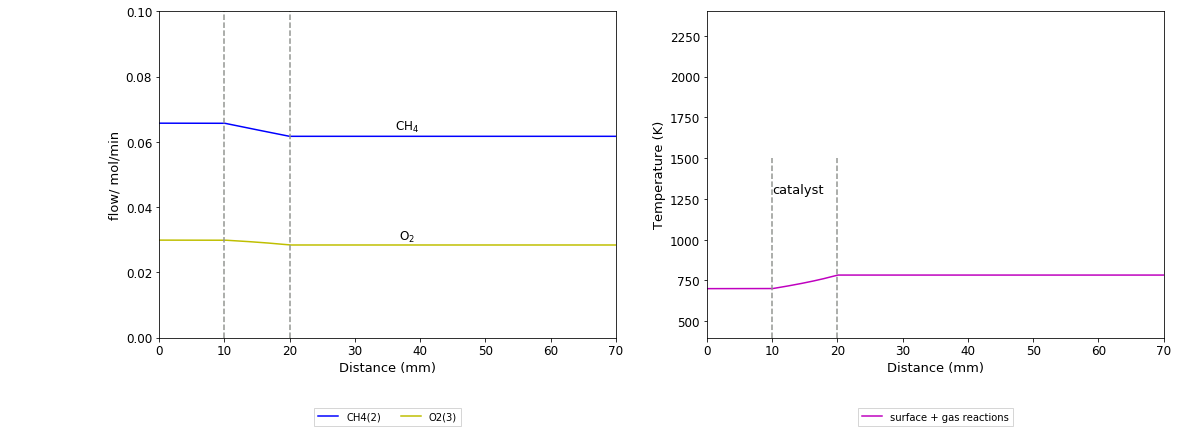 0.10
0.08
0.06
0.04
0.02
0.00
flow/ mol/min
CH4
O2
0 10 20 30 40 50 60 70
Distance (mm)
CH4(2) O2(3)
2250
2000
1750
1500
1250
1000
750
500
Temperature (K)
catalyst
0 10 20 30 40 50 60 70
Distance (mm)
surface + gas reactions